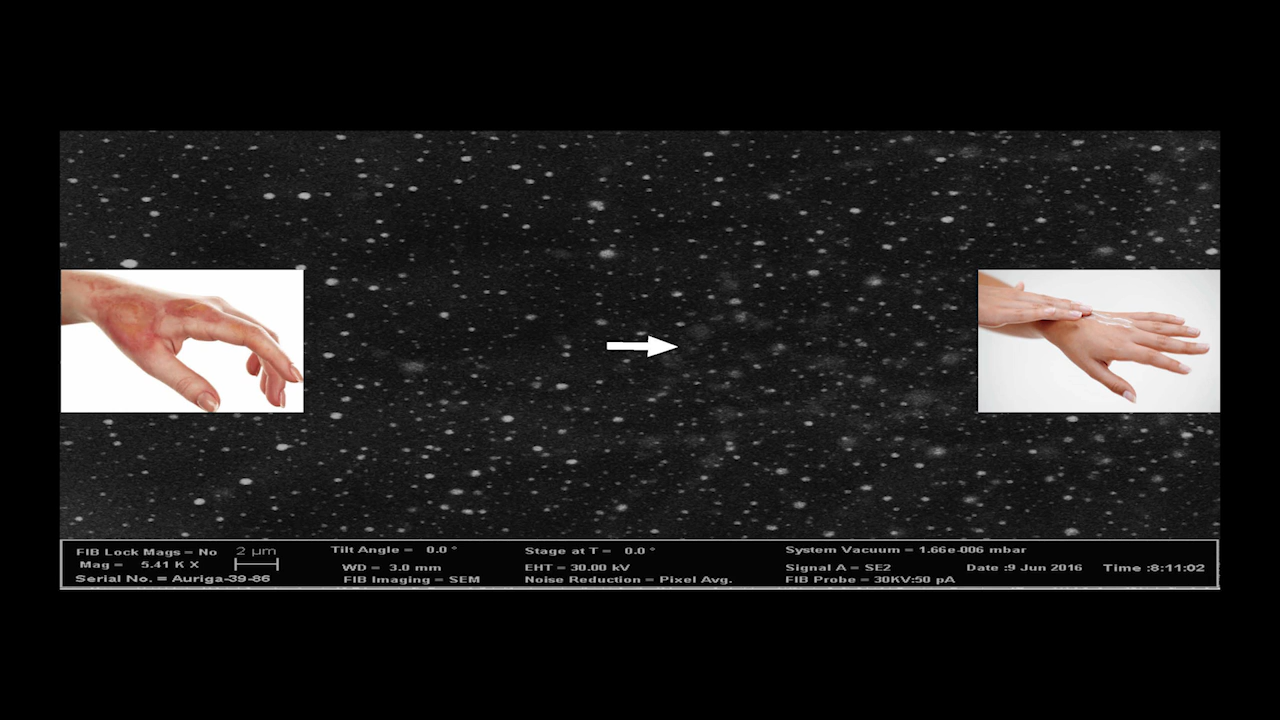 FIB Lock Mags = No 2 µm Tilt Angle = 0.0 ° Stage at T = 0.0 ° System Vacuum = 1.66e-006 mbar
Mag = 5.41 K X WD = 3.0 mm EHT = 30.00 kV Signal A = SE2 Date :9 Jun 2016 Time :8:11:02
Serial No. = Auriga-39-86 FIB Imaging = SEM Noise Reduction = Pixel Avg. FIB Probe = 30KV:50 pA